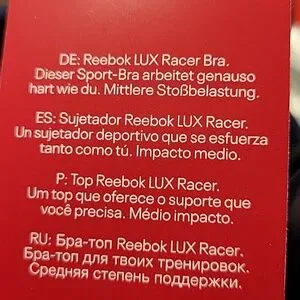 DE: Reebok LUX Racer Bra.
Dieser Sport-Bra arbeitet genauso
hart wie du. Mittlere Stoßbelastung.
ES: Sujetador Reebok LUX Racer.
Un sujetador deportivo que se esfuerza
tanto como tú. Impacto medio.
P: Top Reebok LUX Racer.
Um top que oferece o suporte que
você precisa. Médio impacto.
RU: Бра-топ Reebok LUX Racer.
Бра-топ для твоих тренировок.
Средняя степень поддержки.